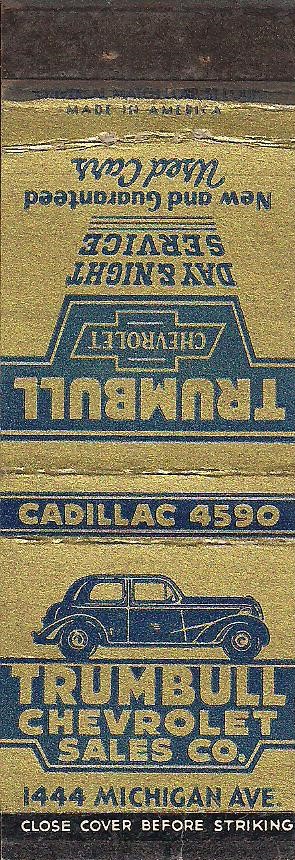 MADE IN AMERICA
New and Guaranteed
Used Cars
DAY & NIGHT
SERVICE
CHEVROLET
TRUMBULL
CADILLAC 4590
TRUMBULL
CHEVROLET
SALES CO.
1444 MICHIGAN AVE.
CLOSE COVER BEFORE STRIKING